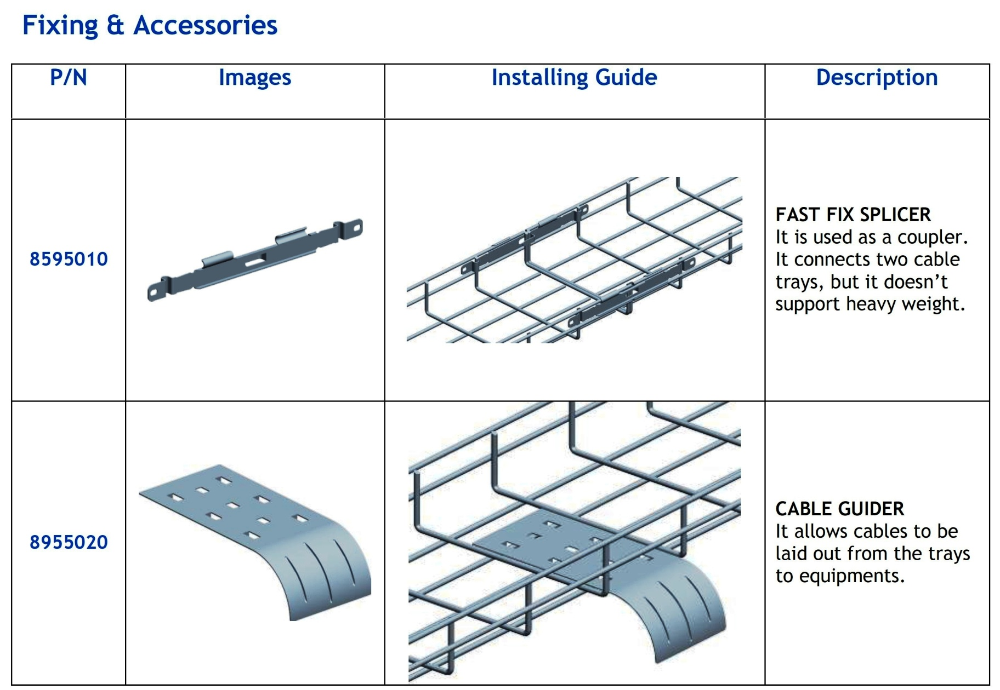 Fixing & Accessories
P/N
Images
Installing Guide
Description
8595010
FAST FIX SPLICER
It is used as a coupler.
It connects two cable
trays, but it doesn’t
support heavy weight.
8955020
CABLE GUIDER
It allows cables to be
laid out from the trays
to equipments.